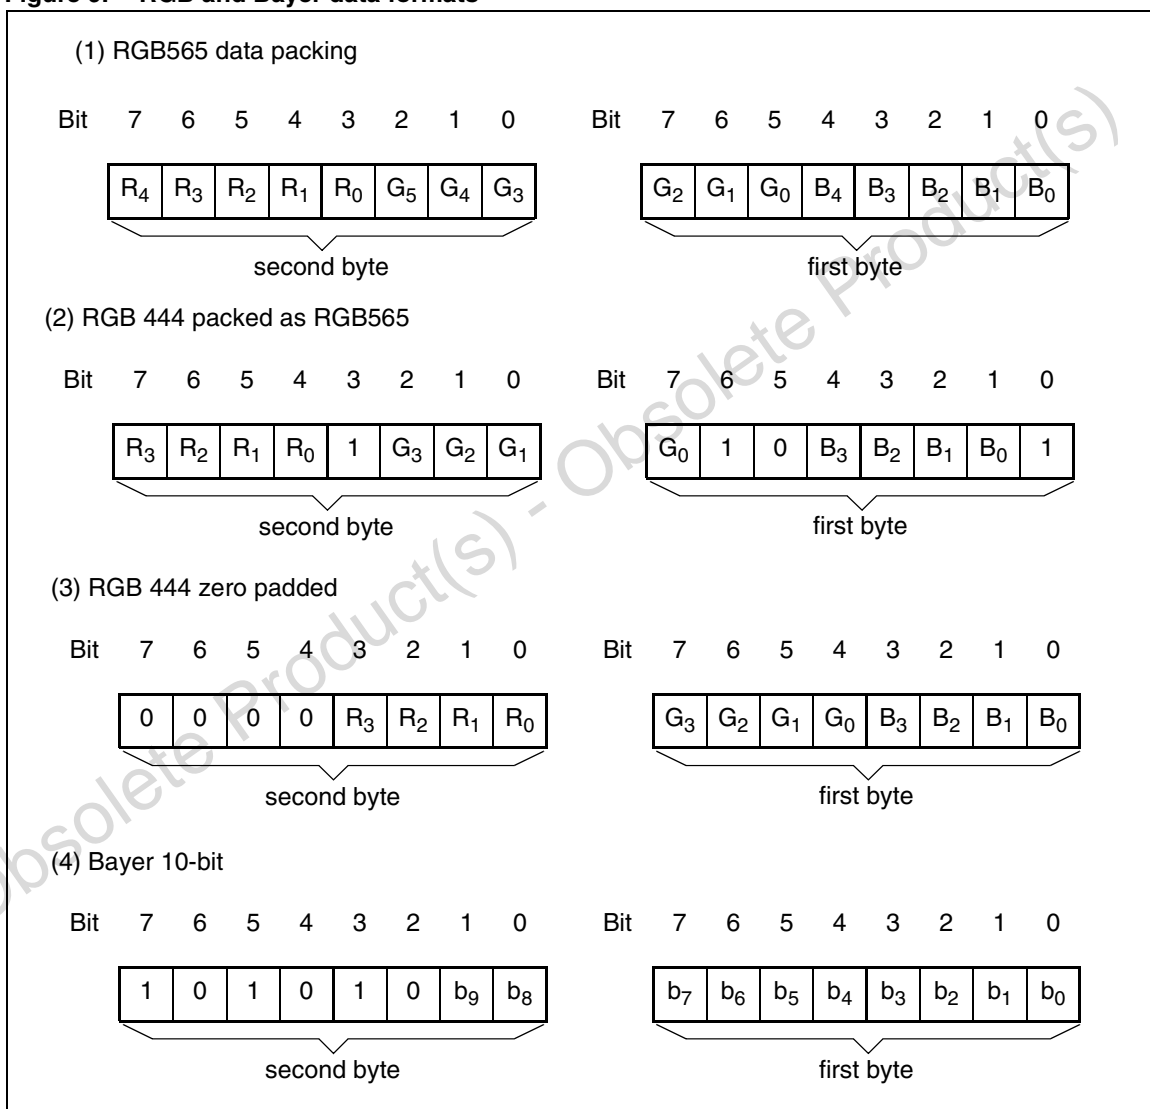 RGB and Bayer data formats
(1) RGB565 data packing
Bit 7 6 5 4 3 2 1 0 Bit 7 6 5 4 3 2 1 0
R4 R3 R2 R1 R0 G5 G4 G3 G2 G1 G0 B4 B3 B2 B1 B0
second byte first byte
(2) RGB 444 packed as RGB565
Bit 7 6 5 4 3 2 1 0 Bit 7 6 5 4 3 2 1 0
R3 R2 R1 R0 1 G3 G2 G1 G0 1 0 B3 B2 B1 B0 1
second byte first byte
(3) RGB 444 zero padded
Bit 7 6 5 4 3 2 1 0 Bit 7 6 5 4 3 2 1 0
0 0 0 0 R3 R2 R1 R0 G3 G2 G1 G0 B3 B2 B1 B0
second byte first byte
(4) Bayer 10-bit
Bit 7 6 5 4 3 2 1 0 Bit 7 6 5 4 3 2 1 0
1 0 1 0 1 0 b9 b8 b7 b6 b5 b4 b3 b2 b1 b0
second byte first byte
Obsolete Product(s) - Obsolete Product(s)